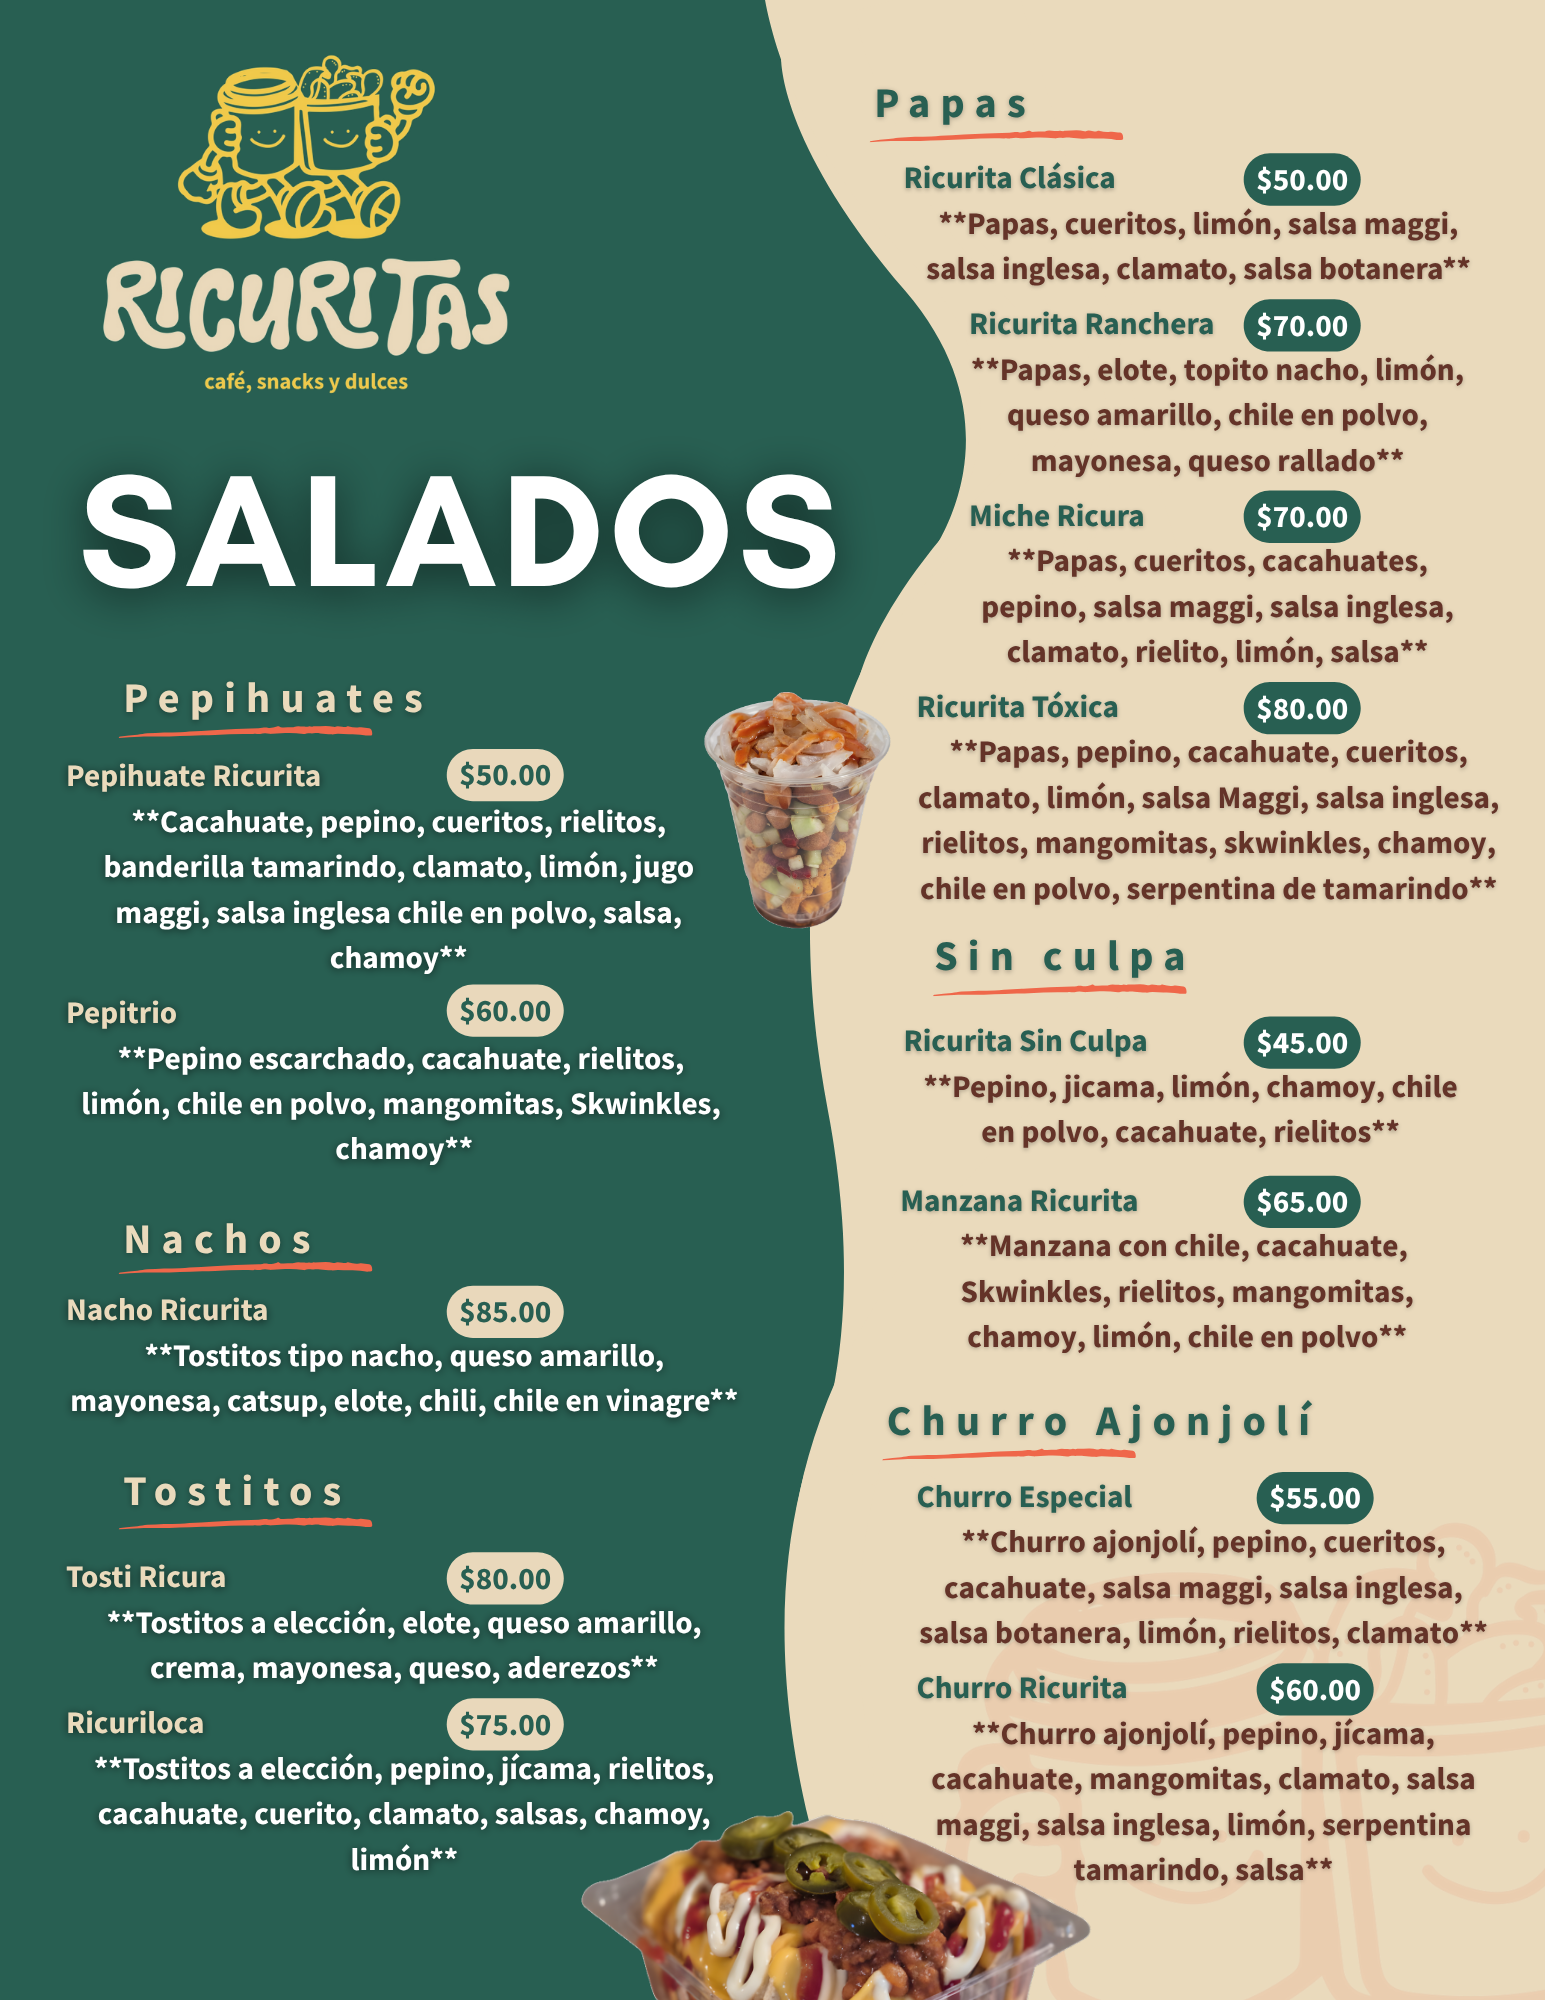 RICURITAS
café, snacks y dulces
SALADOS
Pepihuates
Pepihuate Ricurita $50.00
**Cacahuate, pepino, cueritos, rielitos,
banderilla tamarindo, clamato, limón, jugo
maggi, salsa inglesa chile en polvo, salsa,
chamoy**
Pepitrio $60.00
**Pepino escarchado, cacahuate, rielitos,
limón, chile en polvo, mangomitas, Skwinkles,
chamoy**
Nachos
Nacho Ricurita $85.00
**Tostitos tipo nacho, queso amarillo,
mayonesa, catsup, elote, chili, chile en vinagre**
Tostitos
Tosti Ricura $80.00
**Tostitos a elección, elote, queso amarillo,
crema, mayonesa, queso, aderezos**
Ricuriloca $75.00
**Tostitos a elección, pepino, jícama, rielitos,
cacahuate, cuerito, clamato, salsas, chamoy,
limón**
Papas
Ricurita Clásica $50.00
**Papas, cueritos, limón, salsa maggi,
salsa inglesa, clamato, salsa botanera**
Ricurita Ranchera $70.00
**Papas, elote, topito nacho, limón,
queso amarillo, chile en polvo,
mayonesa, queso rallado**
Miche Ricura $70.00
**Papas, cueritos, cacahuates,
pepino, salsa maggi, salsa inglesa,
clamato, rielito, limón, salsa**
Ricurita Tóxica $80.00
**Papas, pepino, cacahuate, cueritos,
clamato, limón, salsa Maggi, salsa inglesa,
rielitos, mangomitas, skwinkles, chamoy,
chile en polvo, serpentina de tamarindo**
Sin culpa
Ricurita Sin Culpa $45.00
**Pepino, jicama, limón, chamoy, chile
en polvo, cacahuate, rielitos**
Manzana Ricurita $65.00
**Manzana con chile, cacahuate,
Skwinkles, rielitos, mangomitas,
chamoy, limón, chile en polvo**
Churro Ajonjolí
Churro Especial $55.00
**Churro ajonjolí, pepino, cueritos,
cacahuate, salsa maggi, salsa inglesa,
salsa botanera, limón, rielitos, clamato**
Churro Ricurita $60.00
**Churro ajonjolí, pepino, jícama,
cacahuate, mangomitas, clamato, salsa
maggi, salsa inglesa, limón, serpentina
tamarindo, salsa**